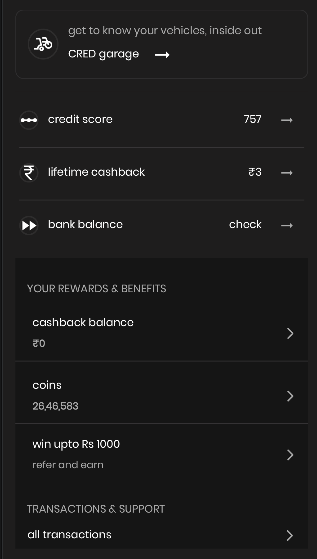 get to know your vehicles, inside out
CRED garage →
credit score 757 →
lifetime cashback ₹3 →
bank balance check →
YOUR REWARDS & BENEFITS
cashback balance
₹0
coins
26,46,583
win upto Rs 1000
refer and earn
TRANSACTIONS & SUPPORT
all transactions